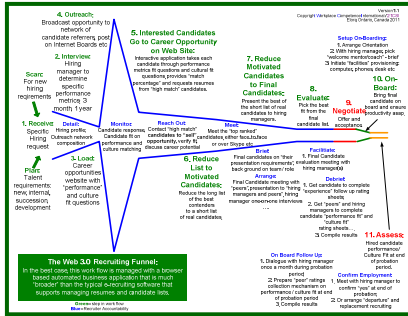 Version 5.1
Copyright Workplace Competence International
Elora Ontario, Canada 2011
4. Outreach:
Broadcast opportunity to
network of
candidate referrers, post
on Internet Boards etc
2. Interview:
Hiring
manager to
determine
specific
performance
metrics: 3
month, 1 year
Scan:
For new
hiring
requirements
1. Receive:
Specific
Hiring
request
Plan:
Talent
requirements:
new, internal,
succession,
development
Detail:
Hiring profile;
Outreach network
composition
3. Load:
Career
opportunities
website with
"performance"
and culture
fit questions
5. Interested Candidates
Go to Career Opportunity
on Web Site:
Interactive application takes each
candidate through performance
metrics fit questions and cultural fit
questions, provides "match
percentage" and requests resumes
from "high match" candidates.
Monitor:
Candidate response,
Candidate fit on
performance and
culture matching
Reach Out:
Contact "high match"
candidates to "sell"
opportunity, verify fit,
discuss career potential
6. Reduce
List to
Motivated
Candidates:
Reduce the long list
of the best
contenders
to a short list
of real candidates.
7. Reduce
Motivated
Candidates
to Final
Candidates:
Present the best of
the short list of real
candidates to hiring
managers.
Meet:
Meet the "top ranked"
candidates, either face to face
or over Skype etc.
Brief
Final candidates on "their
presentation requirements",
back ground on team / role
Arrange
Final Candidate meeting with
"peers", presentation to "hiring
managers and peers", hiring
manager one-on-one interviews
8.
Evaluate:
Pick the best
fit from the
final
candidate list.
9.
Negotiate:
Offer and
acceptance
Setup On-Boarding:
1. Arrange Orientation
2. With hiring manager, pick
"welcome mentor/coach" - brief
3. Initiate "facilities" provisioning:
computer, phones, desk etc
10. On-
Board:
Bring final
candidate on
board and ensure
productivity asap
Facilitate:
1. Final Candidate
evaluation meeting with
hiring manager(s)
Debrief
1. Get candidate to complete
"experience" follow up rating
sheets;
2. Get "peers" and hiring
managers to complete
candidate "performance fit" and
"culture fit"
rating sheets...
3. Compile results
11. Assess:
Hired candidate
performance/
Culture Fit at
end of probation
period.
On Board Follow Up:
1. Dialogue with hiring manager
once a month during probation
period
2. Prepare "peer" ratings
collection mechanism on
performance / culture fit at end
of probation period
3. Compile results
Confirm Employment
1. Meet with hiring manager to
confirm "yes" at end of
probation;
2. Or arrange "departure" and
replacement recruiting
The Web 3.0 Recruiting Funnel:
In the best case, this work flow is managed with a browser
based automated business application that is much
"broader" than the typical e-recruiting software that
supports managing resumes and candidate lists.
Green= step in work flow
Blue=Recruiter Accountability